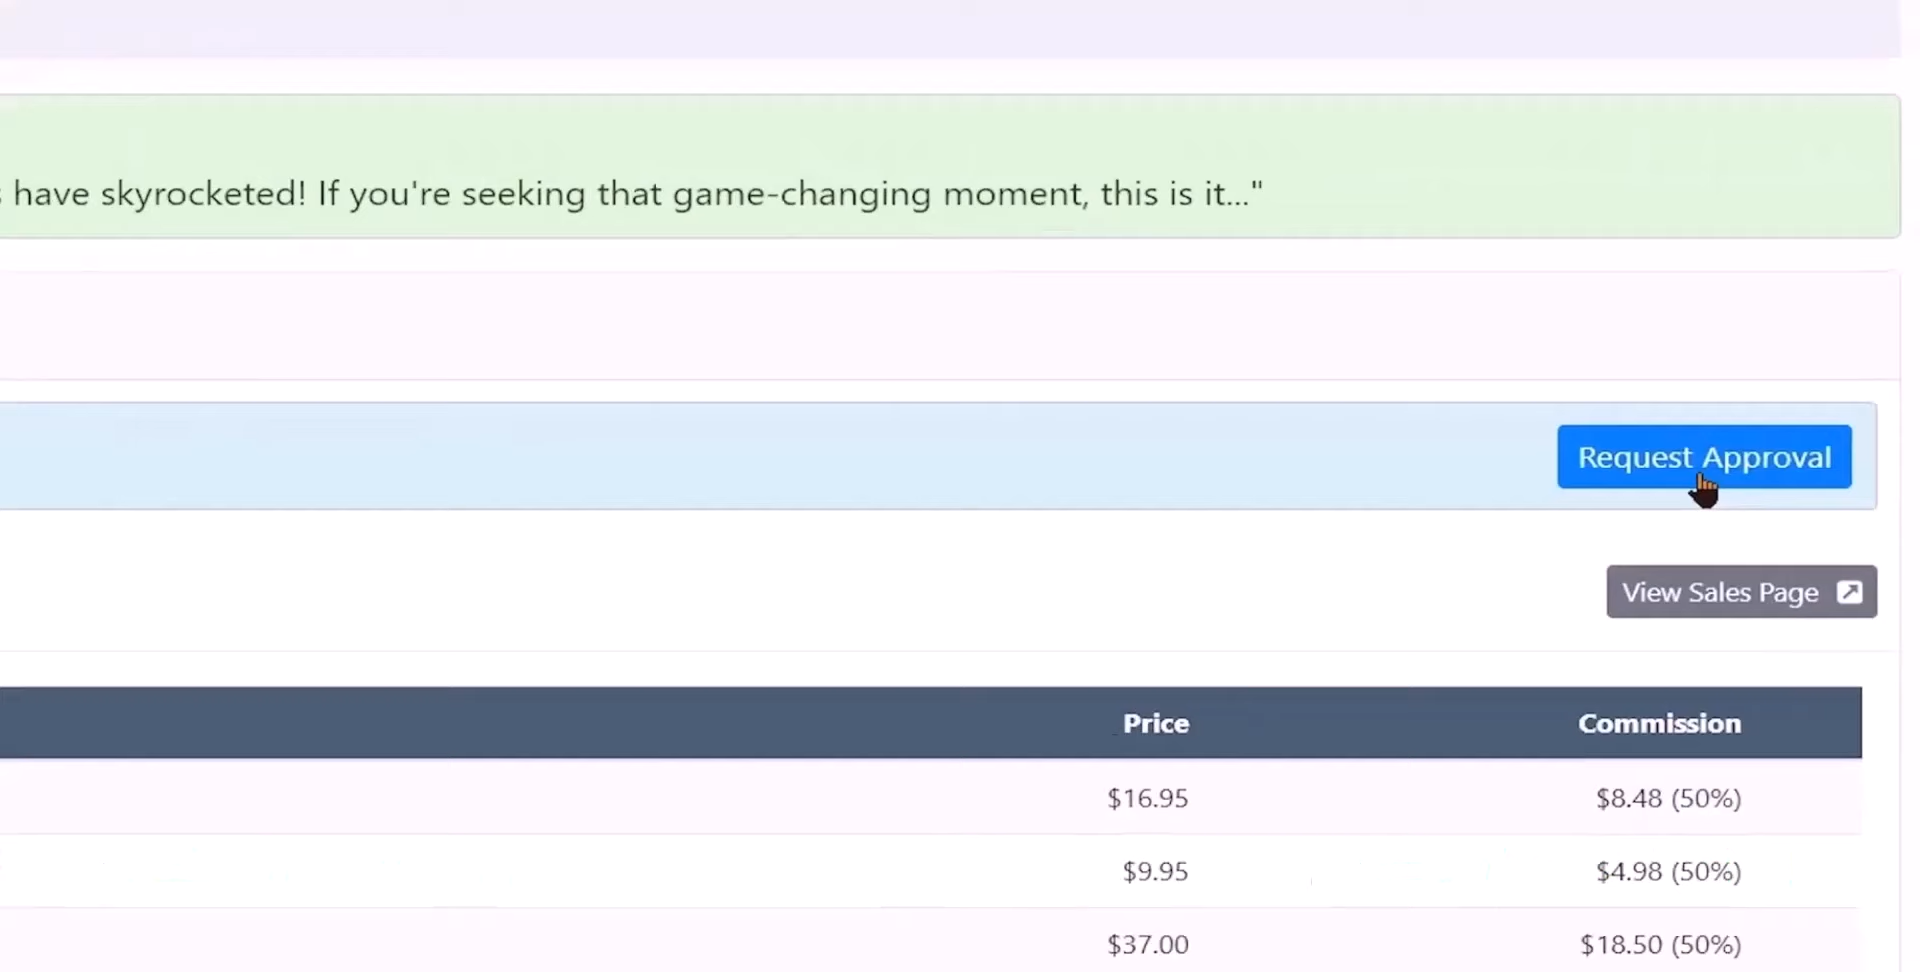 have skyrocketed! If you're seeking that game-changing moment, this is it..."
Request Approval
View Sales Page
Price Commission
$16.95 $8.48 (50%)
$9.95 $4.98 (50%)
$37.00 $18.50 (50%)